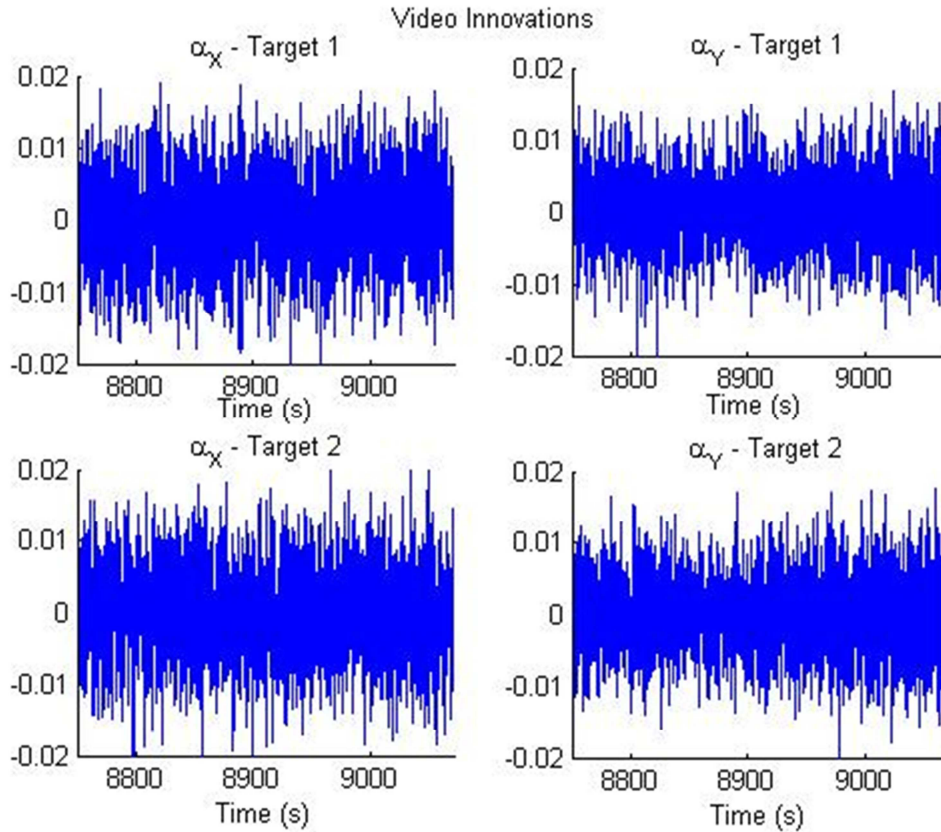 Video Innovations
αX - Target 1
0.02
0.01
0
-0.01
-0.02
8800 8900 9000
Time (s)
αY - Target 1
0.02
0.01
0
-0.01
-0.02
8800 8900 9000
Time (s)
αX - Target 2
0.02
0.01
0
-0.01
-0.02
8800 8900 9000
Time (s)
αY - Target 2
0.02
0.01
0
-0.01
-0.02
8800 8900 9000
Time (s)